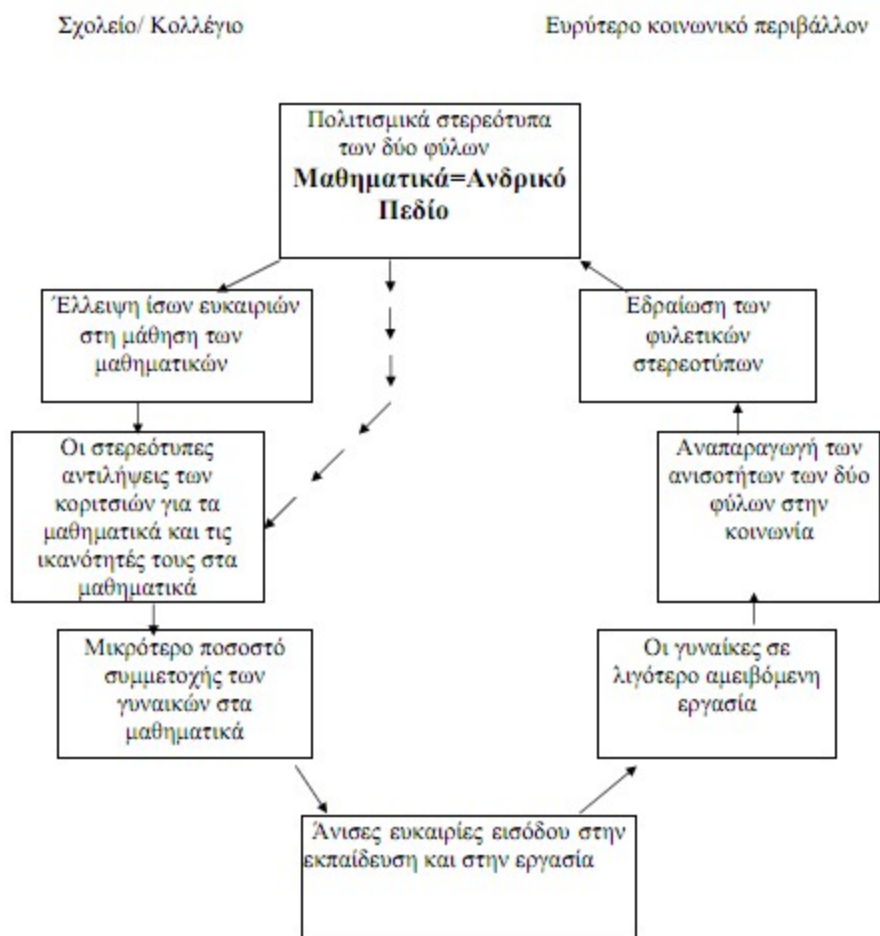 Σχολείο/ Κολλέγιο
Ευρύτερο κοινωνικό περιβάλλον
Πολιτισμικά στερεότυπα
των δύο φύλων
Μαθηματικά=Ανδρικό
Πεδίο
Έλλειψη ίσων ευκαιριών
στη μάθηση των
μαθηματικών
Οι στερεότυπες
αντιλήψεις των
κοριτσιών για τα
μαθηματικά και τις
ικανότητές τους στα
μαθηματικά
Μικρότερο ποσοστό
συμμετοχής των
γυναικών στα
μαθηματικά
Άνισες ευκαιρίες εισόδου στην
εκπαίδευση και στην εργασία
Οι γυναίκες σε
λιγότερο αμειβόμενη
εργασία
Αναπαραγωγή των
ανισοτήτων των δύο
φύλων στην
κοινωνία
Εδραίωση των
φυλετικών
στερεοτύπων